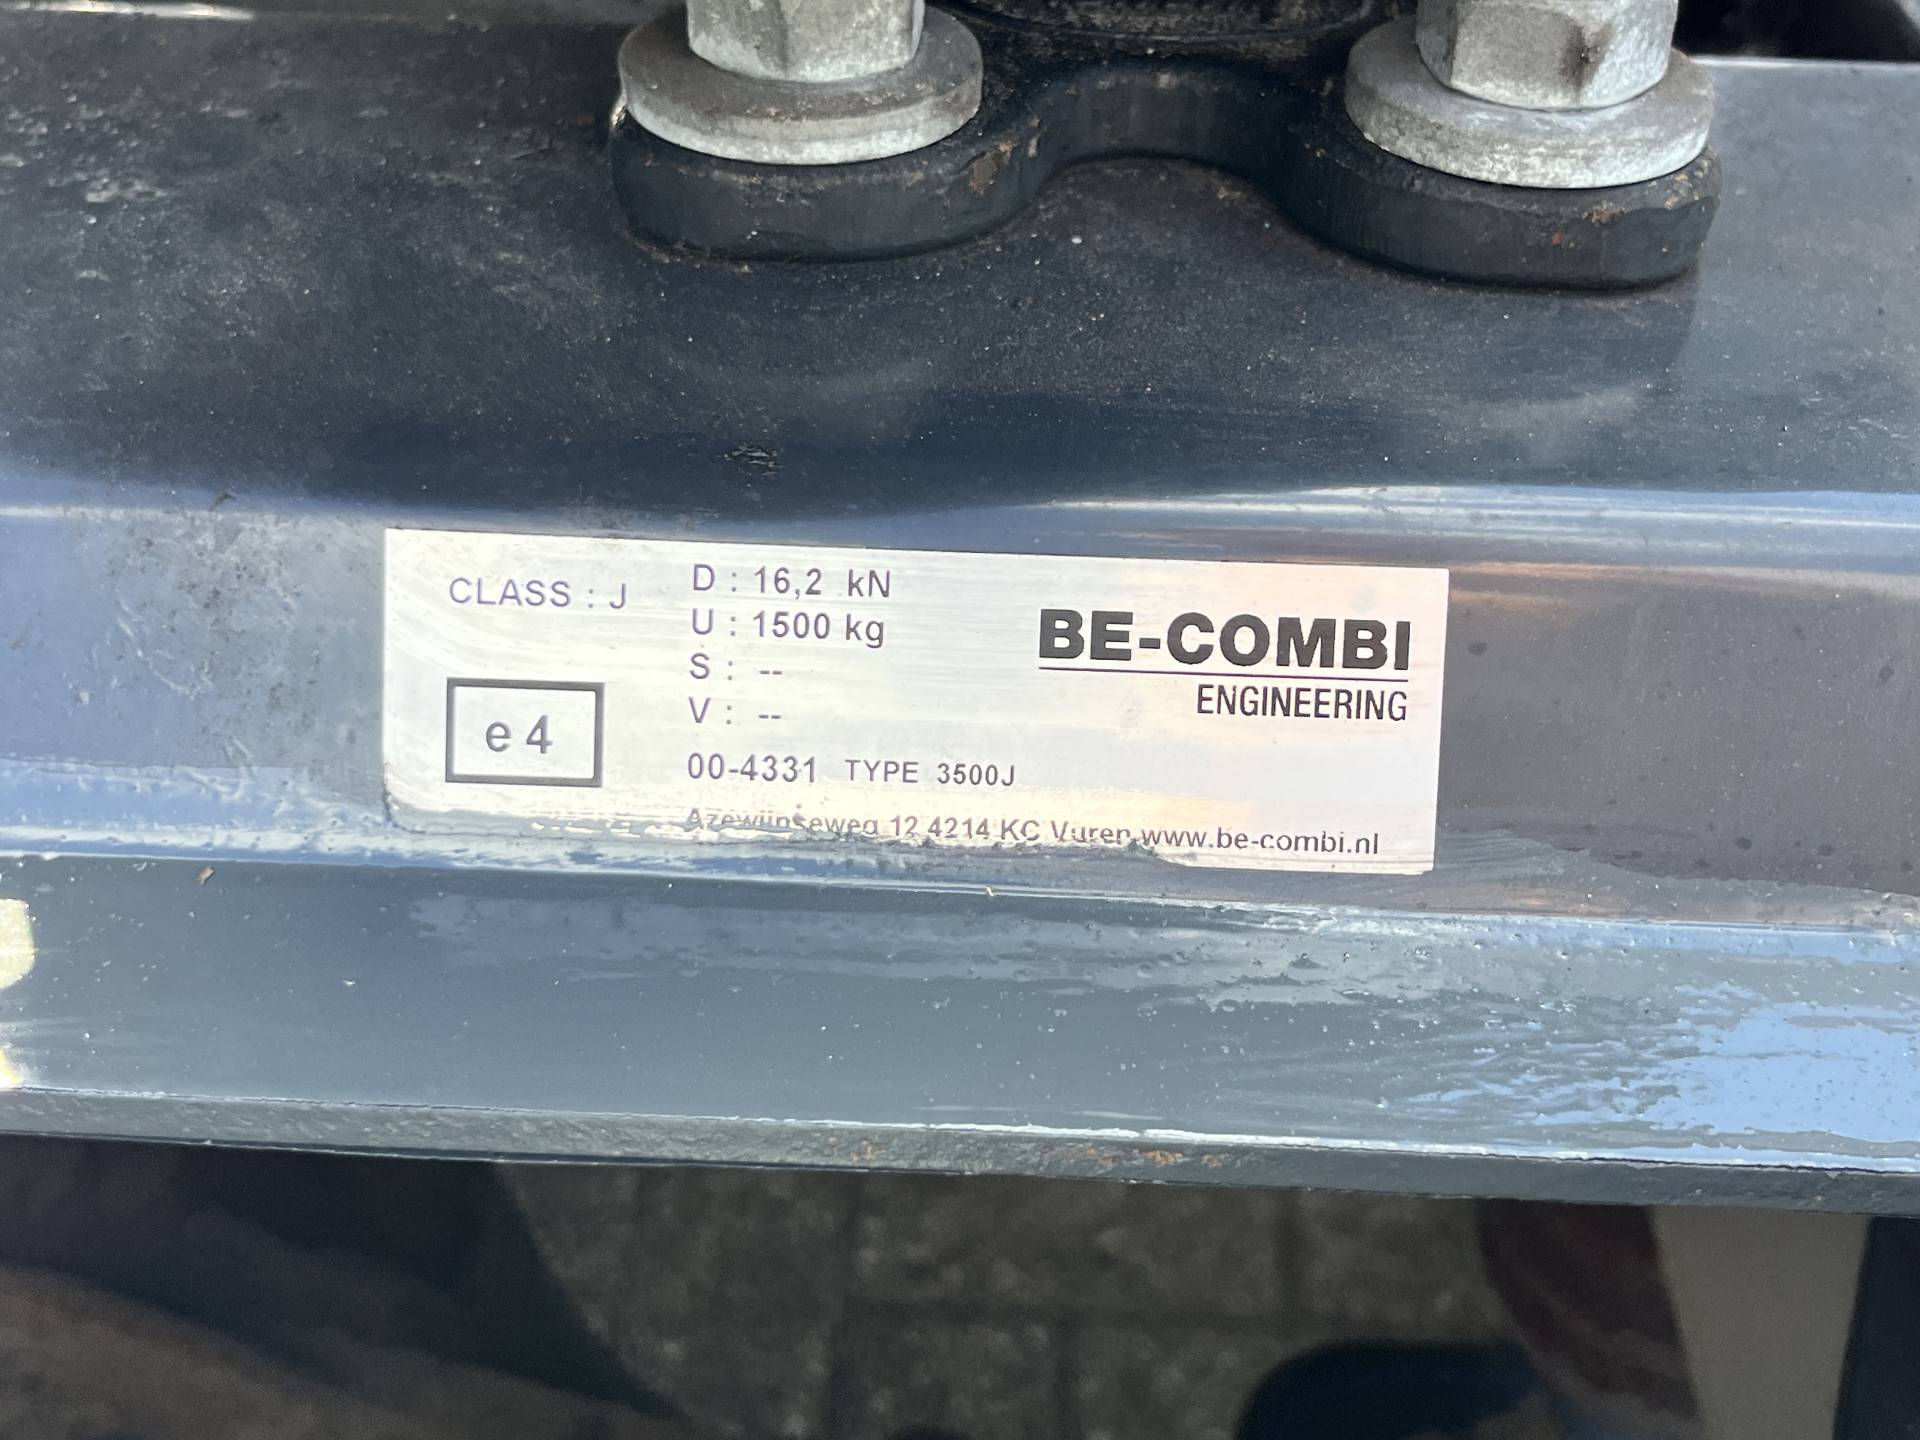 CLASS : J
e4
D : 16,2 kN
U : 1500 kg
S : --
V : --
00-4331 TYPE 3500J
Azewijnseweg 12 4214 KC Vuren www.be-combi.nl
BE-COMBI
ENGINEERING